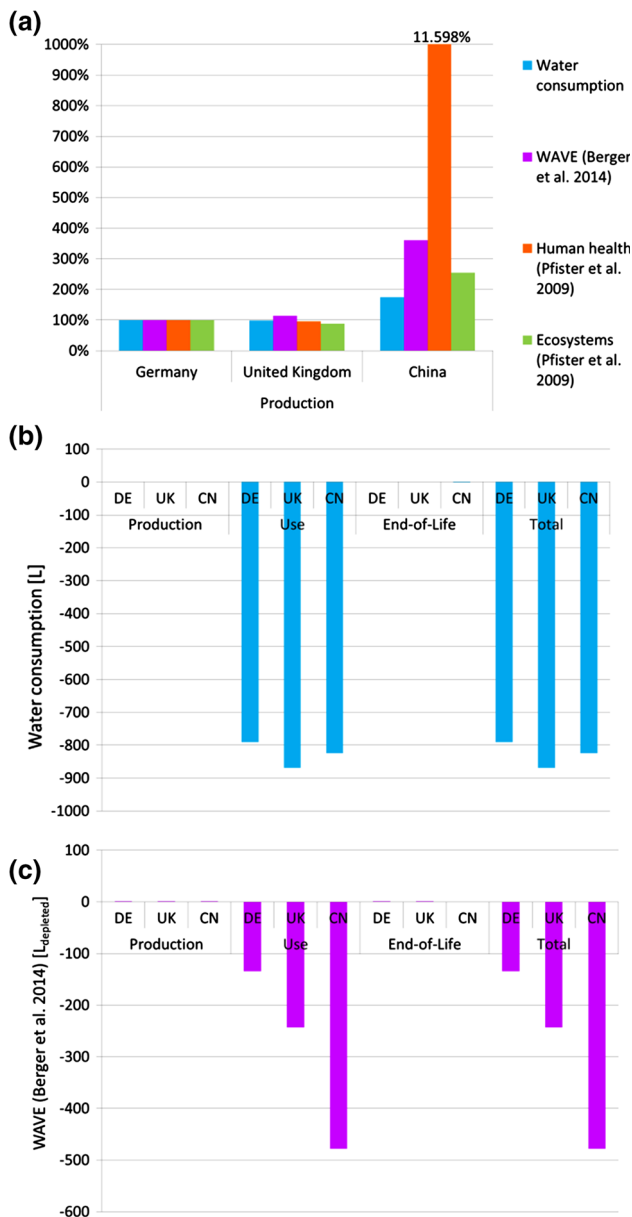 (a)
11.598%
1000%
900%
800%
700%
600%
500%
400%
300%
200%
100%
0%
Germany
United Kingdom
China
Production
Water
consumption
WAVE (Berger
et al. 2014)
Human health
(Pfister et al.
2009)
Ecosystems
(Pfister et al.
2009)
(b)
Water consumption [L]
100
0
-100
-200
-300
-400
-500
-600
-700
-800
-900
-1000
DE UK CN DE UK CN DE UK CN DE UK CN
Production Use End-of-Life Total
(c)
WAVE (Berger et al. 2014) [Ldepleted]
100
0
-100
-200
-300
-400
-500
-600
DE UK CN DE UK CN DE UK CN DE UK CN
Production Use End-of-Life Total